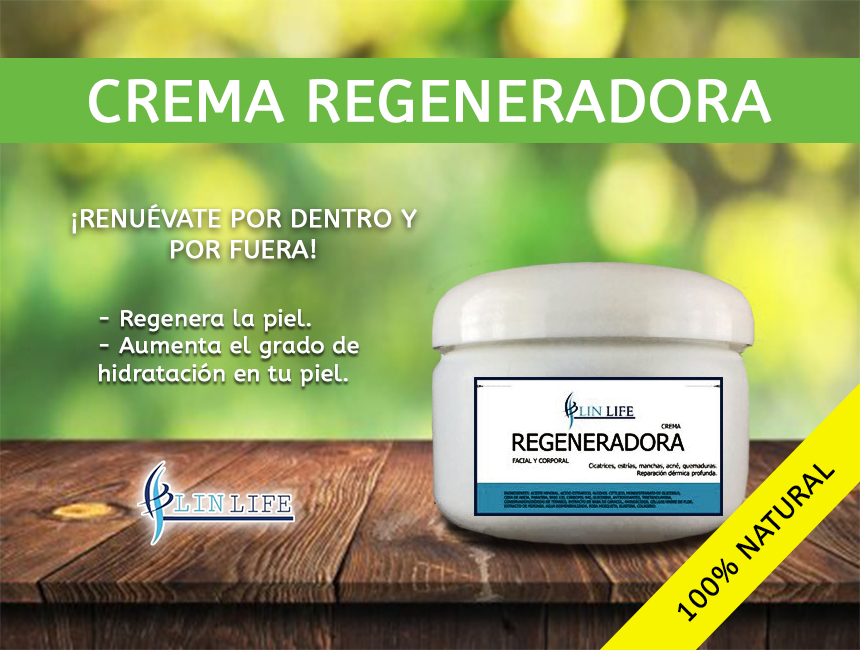 CREMA REGENERADORA
¡RENUÉVATE POR DENTRO Y
POR FUERA!
- Regenera la piel.
- Aumenta el grado de
hidratación en tu piel.
LIN LIFE
CREMA
REGENERADORA
FACIAL Y CORPORAL
Cicatrices, estrías, manchas, acné, quemaduras.
Reparación dérmica profunda.
LIN LIFE
100% NATURAL